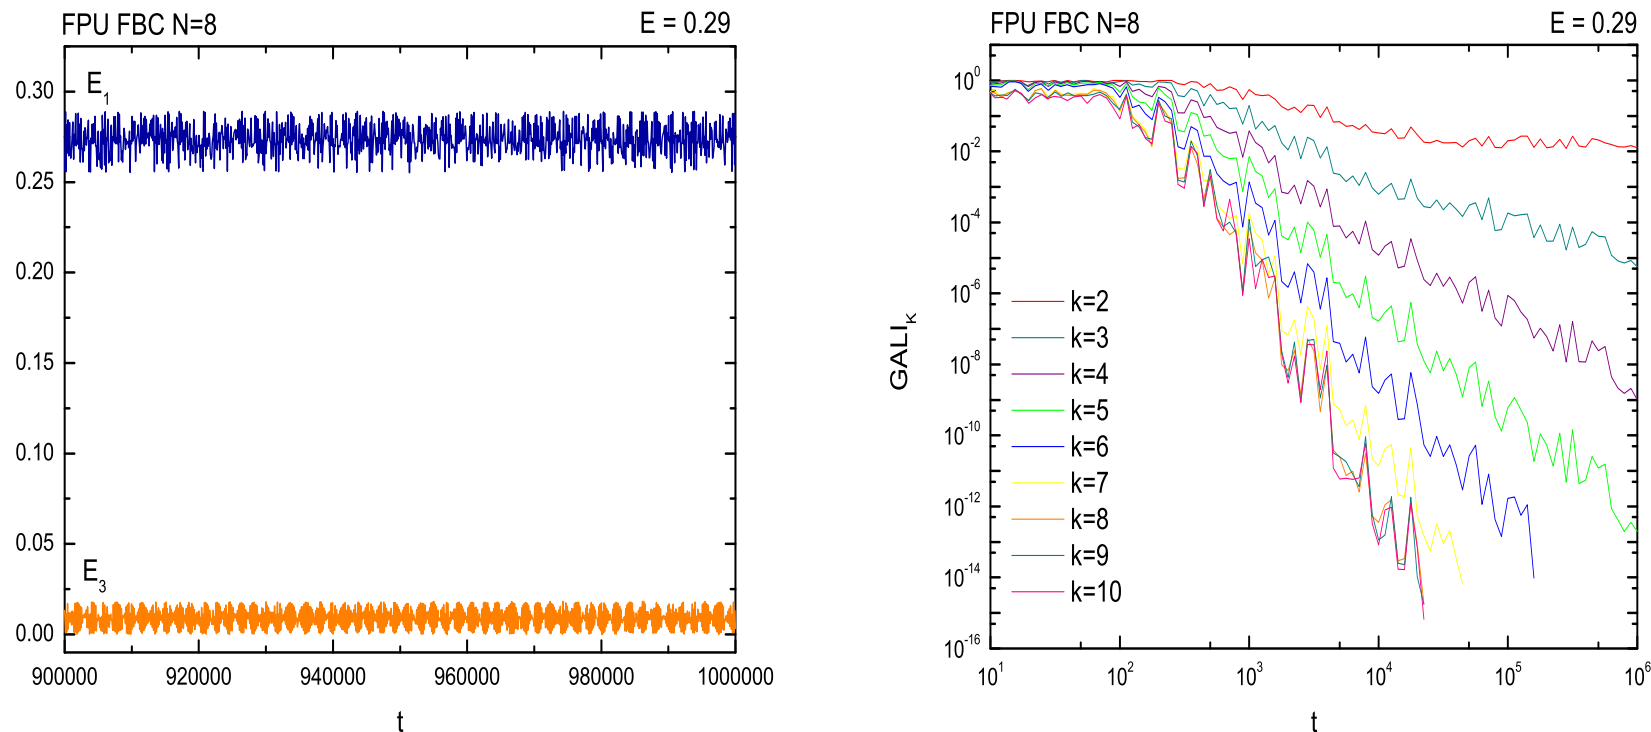 FPU FBC N=8
E = 0.29
0.30
0.25
0.20
0.15
0.10
0.05
0.00
E1
E3
900000 920000 940000 960000 980000 1000000
t
FPU FBC N=8
E = 0.29
10^0
10^-2
10^-4
10^-6
10^-8
10^-10
10^-12
10^-14
10^-16
GALI_K
k=2
k=3
k=4
k=5
k=6
k=7
k=8
k=9
k=10
10^1 10^2 10^3 10^4 10^5 10^6
t